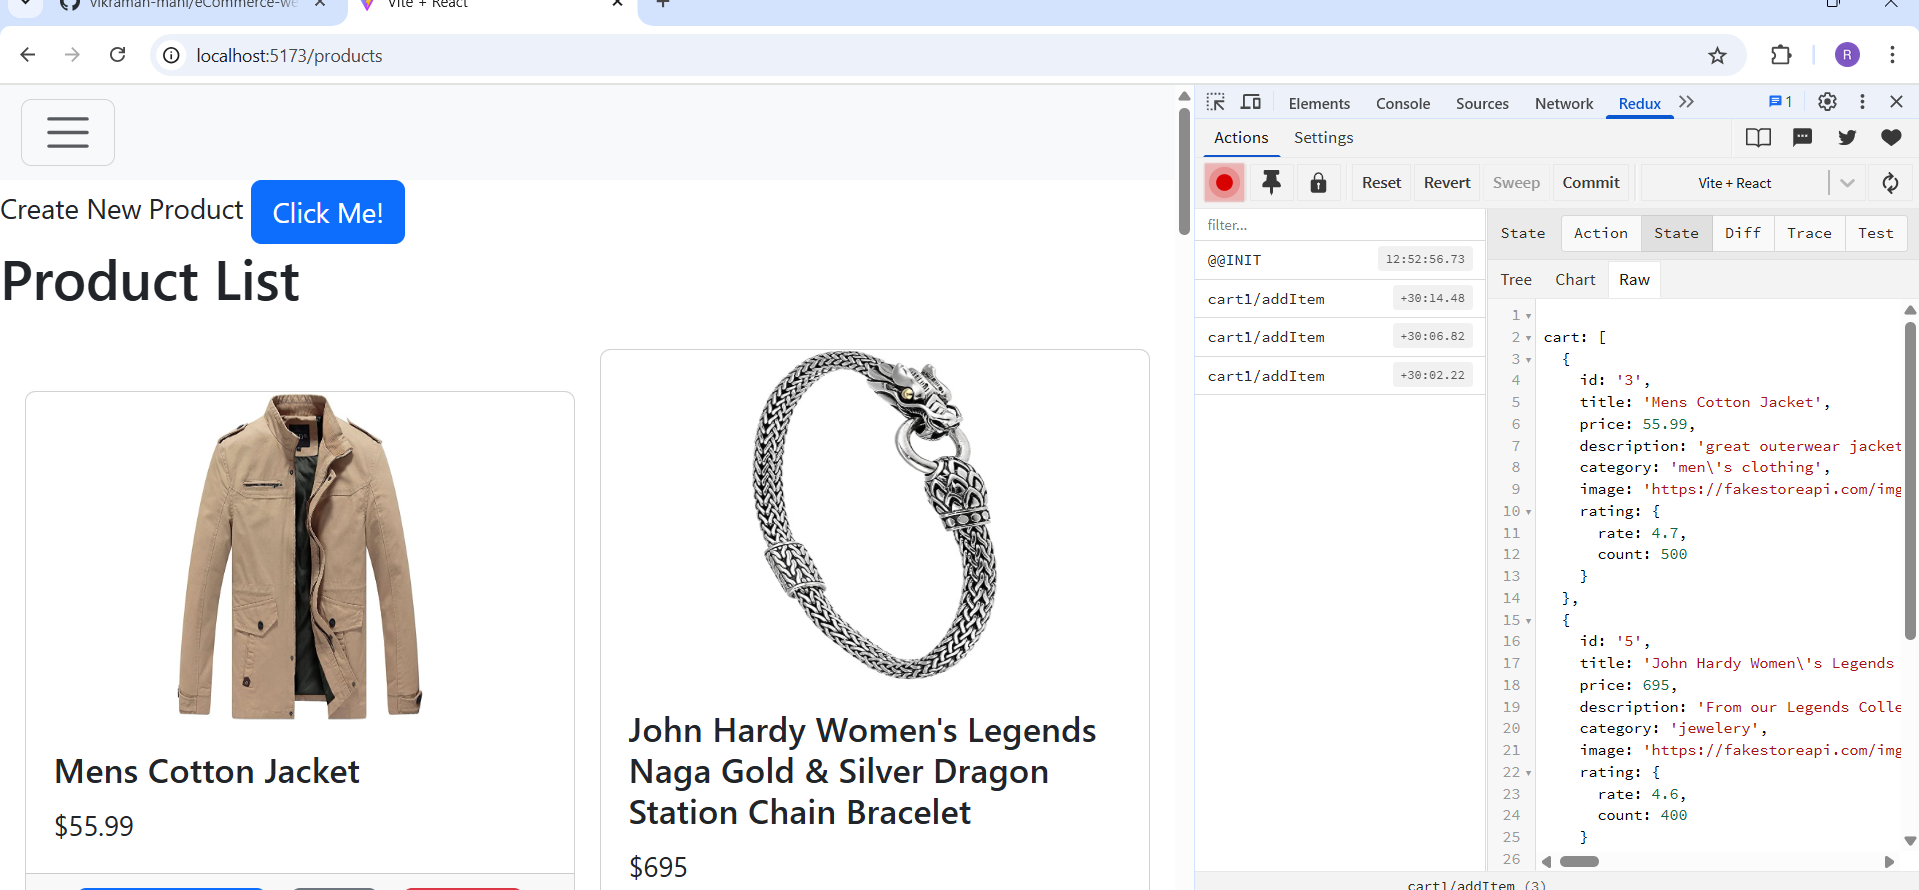 vikraman-mani/eCommerce-we
Vite + React
localhost:5173/products
R
Elements Console Sources Network Redux 1
Actions Settings
Reset Revert Sweep Commit Vite + React
Create New Product Click Me!
Product List
Mens Cotton Jacket
$55.99
John Hardy Women's Legends
Naga Gold & Silver Dragon
Station Chain Bracelet
$695
filter...
@@INIT 12:52:56.73
cart1/addItem +30:14.48
cart1/addItem +30:06.82
cart1/addItem +30:02.22
State Action State Diff Trace Test
Tree Chart Raw
1
2 cart: [
3 {
4 id: '3',
5 title: 'Mens Cotton Jacket',
6 price: 55.99,
7 description: 'great outerwear jacket
8 category: 'men\'s clothing',
9 image: 'https://fakestoreapi.com/img
10 rating: {
11 rate: 4.7,
12 count: 500
13 }
14 },
15 {
16 id: '5',
17 title: 'John Hardy Women\'s Legends
18 price: 695,
19 description: 'From our Legends Colle
20 category: 'jewelery',
21 image: 'https://fakestoreapi.com/img
22 rating: {
23 rate: 4.6,
24 count: 400
25 }
26
cart1/addItem (3)